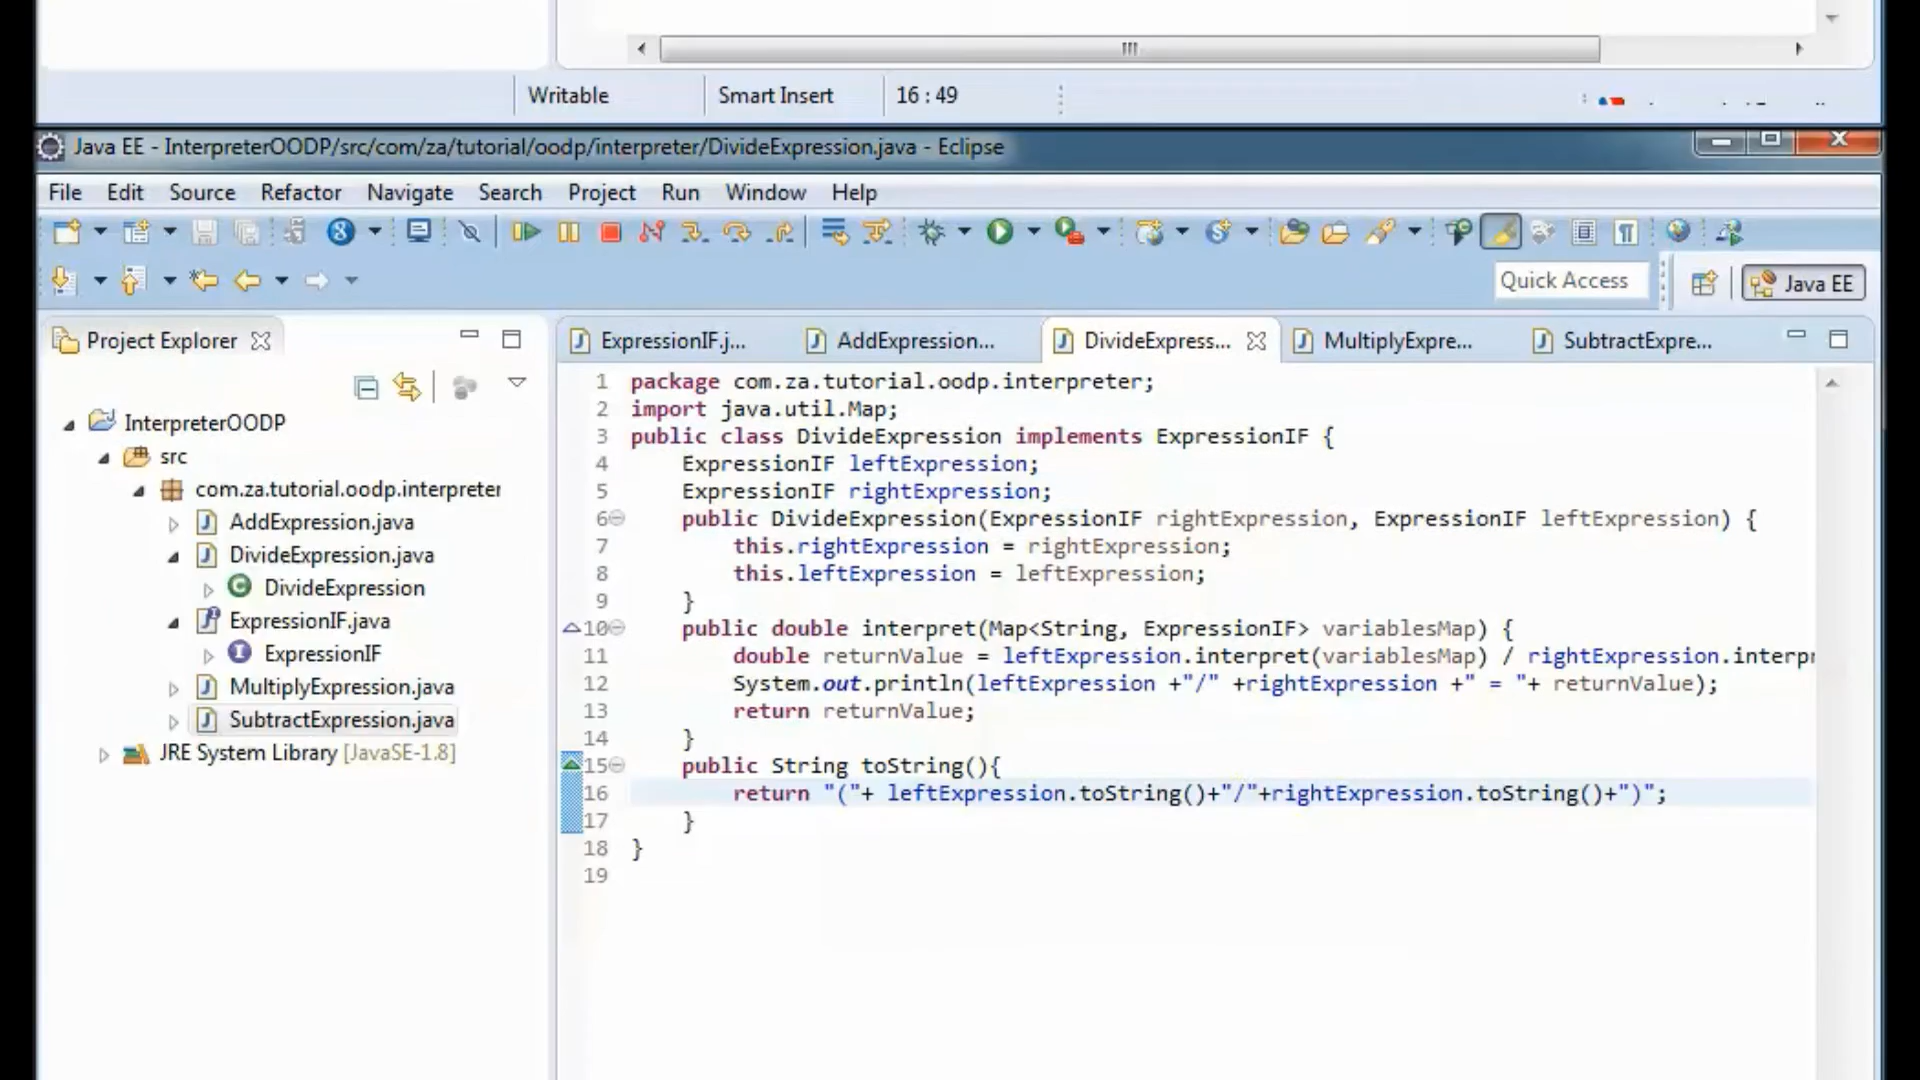 Writable Smart Insert 16 : 49
Java EE - InterpreterOODP/src/com/za/tutorial/oodp/interpreter/DivideExpression.java - Eclipse
File Edit Source Refactor Navigate Search Project Run Window Help
Quick Access Java EE
Project Explorer
InterpreterOODP
src
com.za.tutorial.oodp.interpreter
AddExpression.java
DivideExpression.java
DivideExpression
ExpressionIF.java
ExpressionIF
MultiplyExpression.java
SubtractExpression.java
JRE System Library [JavaSE-1.8]
ExpressionIF.j... AddExpression... DivideExpress... MultiplyExpre... SubtractExpre...
1 package com.za.tutorial.oodp.interpreter;
2 import java.util.Map;
3 public class DivideExpression implements ExpressionIF {
4 ExpressionIF leftExpression;
5 ExpressionIF rightExpression;
6 public DivideExpression(ExpressionIF rightExpression, ExpressionIF leftExpression) {
7 this.rightExpression = rightExpression;
8 this.leftExpression = leftExpression;
9 }
10 public double interpret(Map<String, ExpressionIF> variablesMap) {
11 double returnValue = leftExpression.interpret(variablesMap) / rightExpression.interpr
12 System.out.println(leftExpression +"/" +rightExpression +" = "+ returnValue);
13 return returnValue;
14 }
15 public String toString(){
16 return "("+ leftExpression.toString()+"/"+rightExpression.toString()+")";
17 }
18 }
19